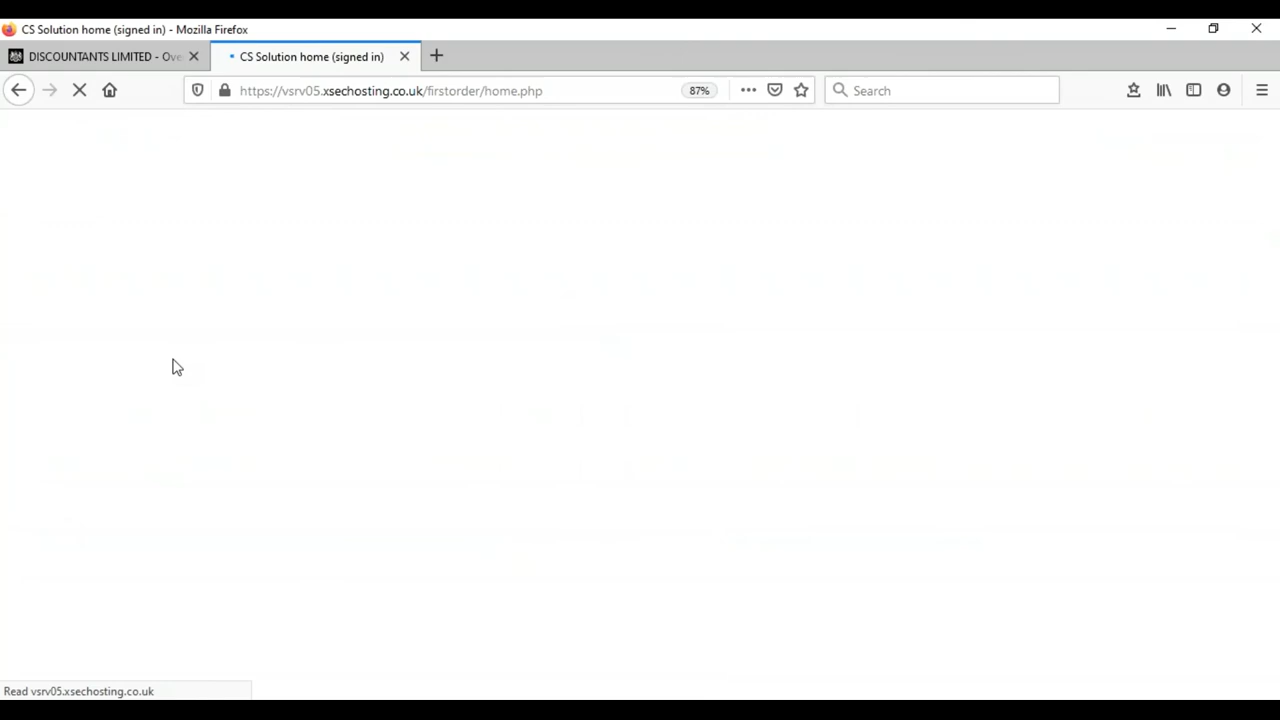 CS Solution home (signed in) - Mozilla Firefox
DISCOUNTANTS LIMITED - Ove
CS Solution home (signed in)
https://vsrv05.xsechosting.co.uk/firstorder/home.php
87%
Search
Read vsrv05.xsechosting.co.uk